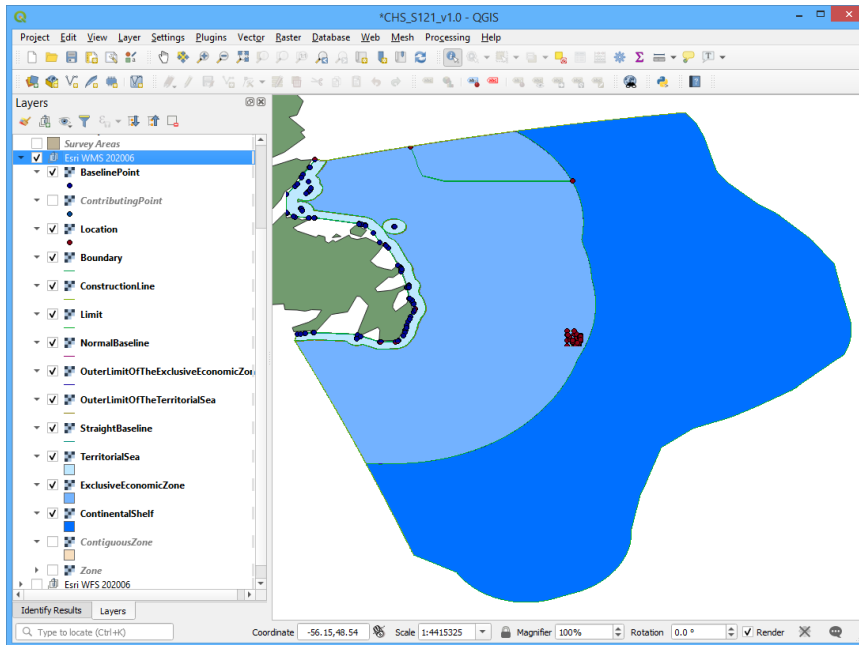 *CHS_S121_v1.0 - QGIS
Project Edit View Layer Settings Plugins Vector Raster Database Web Mesh Processing Help
Layers
Survey Areas
Esri WMS 202006
BaselinePoint
ContributingPoint
Location
Boundary
ConstructionLine
Limit
NormalBaseline
OuterLimitOfTheExclusiveEconomicZon
OuterLimitOfTheTerritorialSea
StraightBaseline
TerritorialSea
ExclusiveEconomicZone
ContinentalShelf
ContiguousZone
Zone
Esri WFS 202006
Identify Results Layers
Type to locate (Ctrl+K) Coordinate -56.15,48.54 Scale 1:4415325 Magnifier 100% Rotation 0.0 ° Render